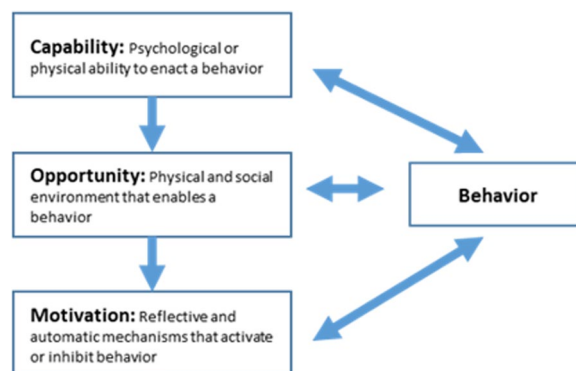 Capability: Psychological or
physical ability to enact a behavior
Opportunity: Physical and social
environment that enables a
behavior
Behavior
Motivation: Reflective and
automatic mechanisms that activate
or inhibit behavior